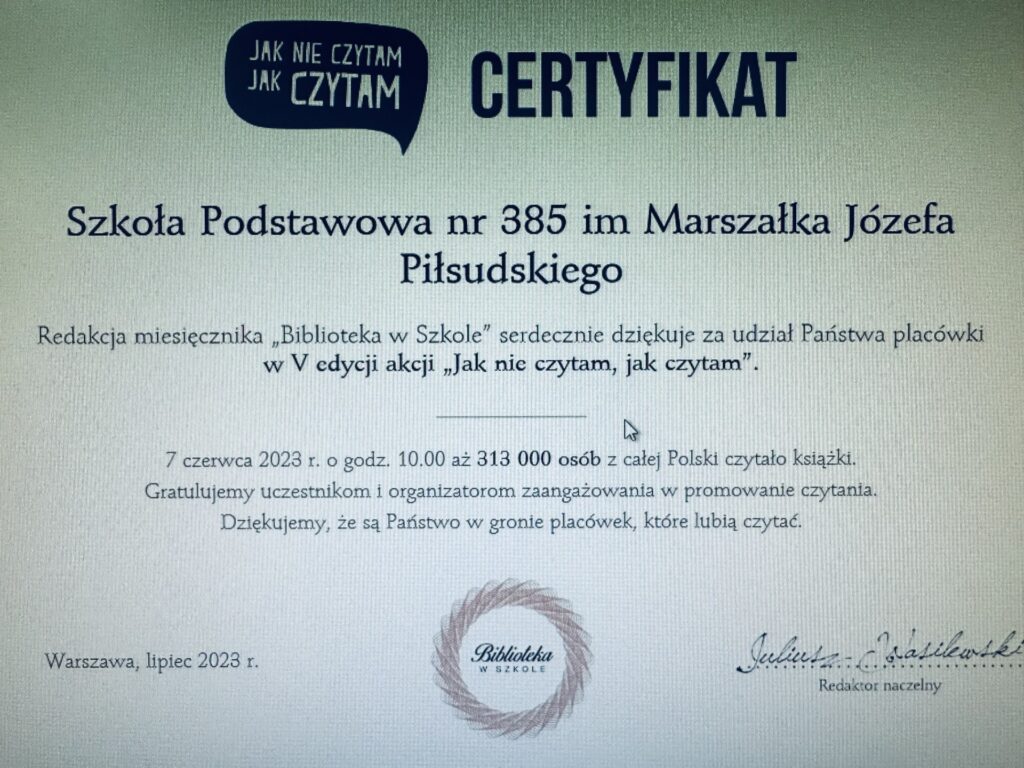 JAK NIE CZYTAM
JAK CZYTAM
CERTYFIKAT
Szkoła Podstawowa nr 385 im Marszałka Józefa
Piłsudskiego
Redakcja miesięcznika „Biblioteka w Szkole” serdecznie dziękuje za udział Państwa placówki
w V edycji akcji „Jak nie czytam, jak czytam”.
7 czerwca 2023 r. o godz. 10.00 aż 313 000 osób z całej Polski czytało książki.
Gratulujemy uczestnikom i organizatorom zaangażowania w promowanie czytania.
Dziękujemy, że są Państwo w gronie placówek, które lubią czytać.
Warszawa, lipiec 2023 r.
Biblioteka
W SZKOLE
Juliusz Wasilewski
Redaktor naczelny